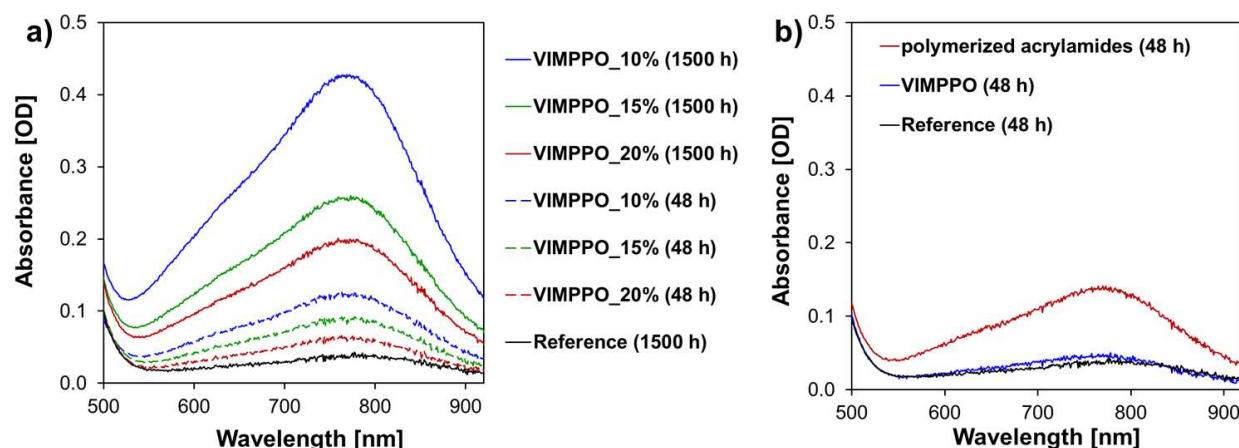 a)
0.5
0.4
0.3
0.2
0.1
0.0
Absorbance [OD]
500 600 700 800 900
Wavelength [nm]
VIMPPO_10% (1500 h)
VIMPPO_15% (1500 h)
VIMPPO_20% (1500 h)
VIMPPO_10% (48 h)
VIMPPO_15% (48 h)
VIMPPO_20% (48 h)
Reference (1500 h)
b)
0.5
0.4
0.3
0.2
0.1
0.0
Absorbance [OD]
500 600 700 800 900
Wavelength [nm]
polymerized acrylamides (48 h)
VIMPPO (48 h)
Reference (48 h)